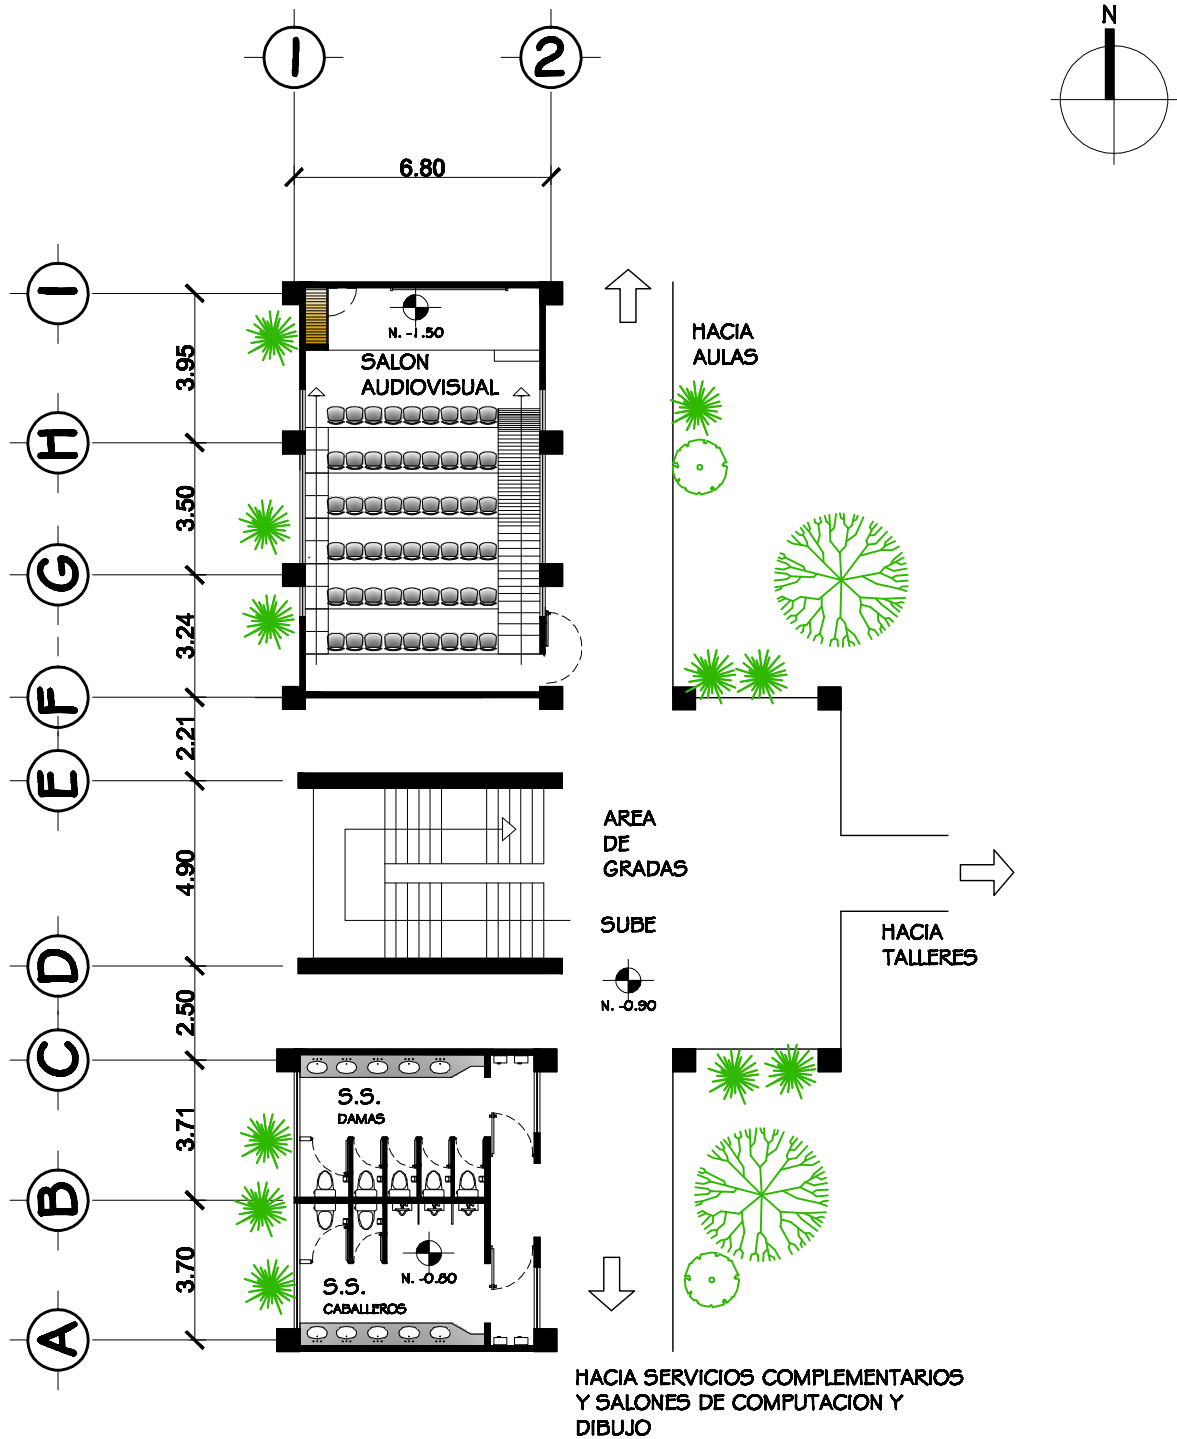 N
1
2
6.80
I
H
G
F
E
D
C
B
A
3.95
3.50
3.24
2.21
4.90
2.50
3.71
3.70
N. -1.50
SALON
AUDIOVISUAL
HACIA
AULAS
AREA
DE
GRADAS
SUBE
N. -0.90
HACIA
TALLERES
S.S.
DAMAS
N. -0.80
S.S.
CABALLEROS
HACIA SERVICIOS COMPLEMENTARIOS
Y SALONES DE COMPUTACION Y
DIBUJO